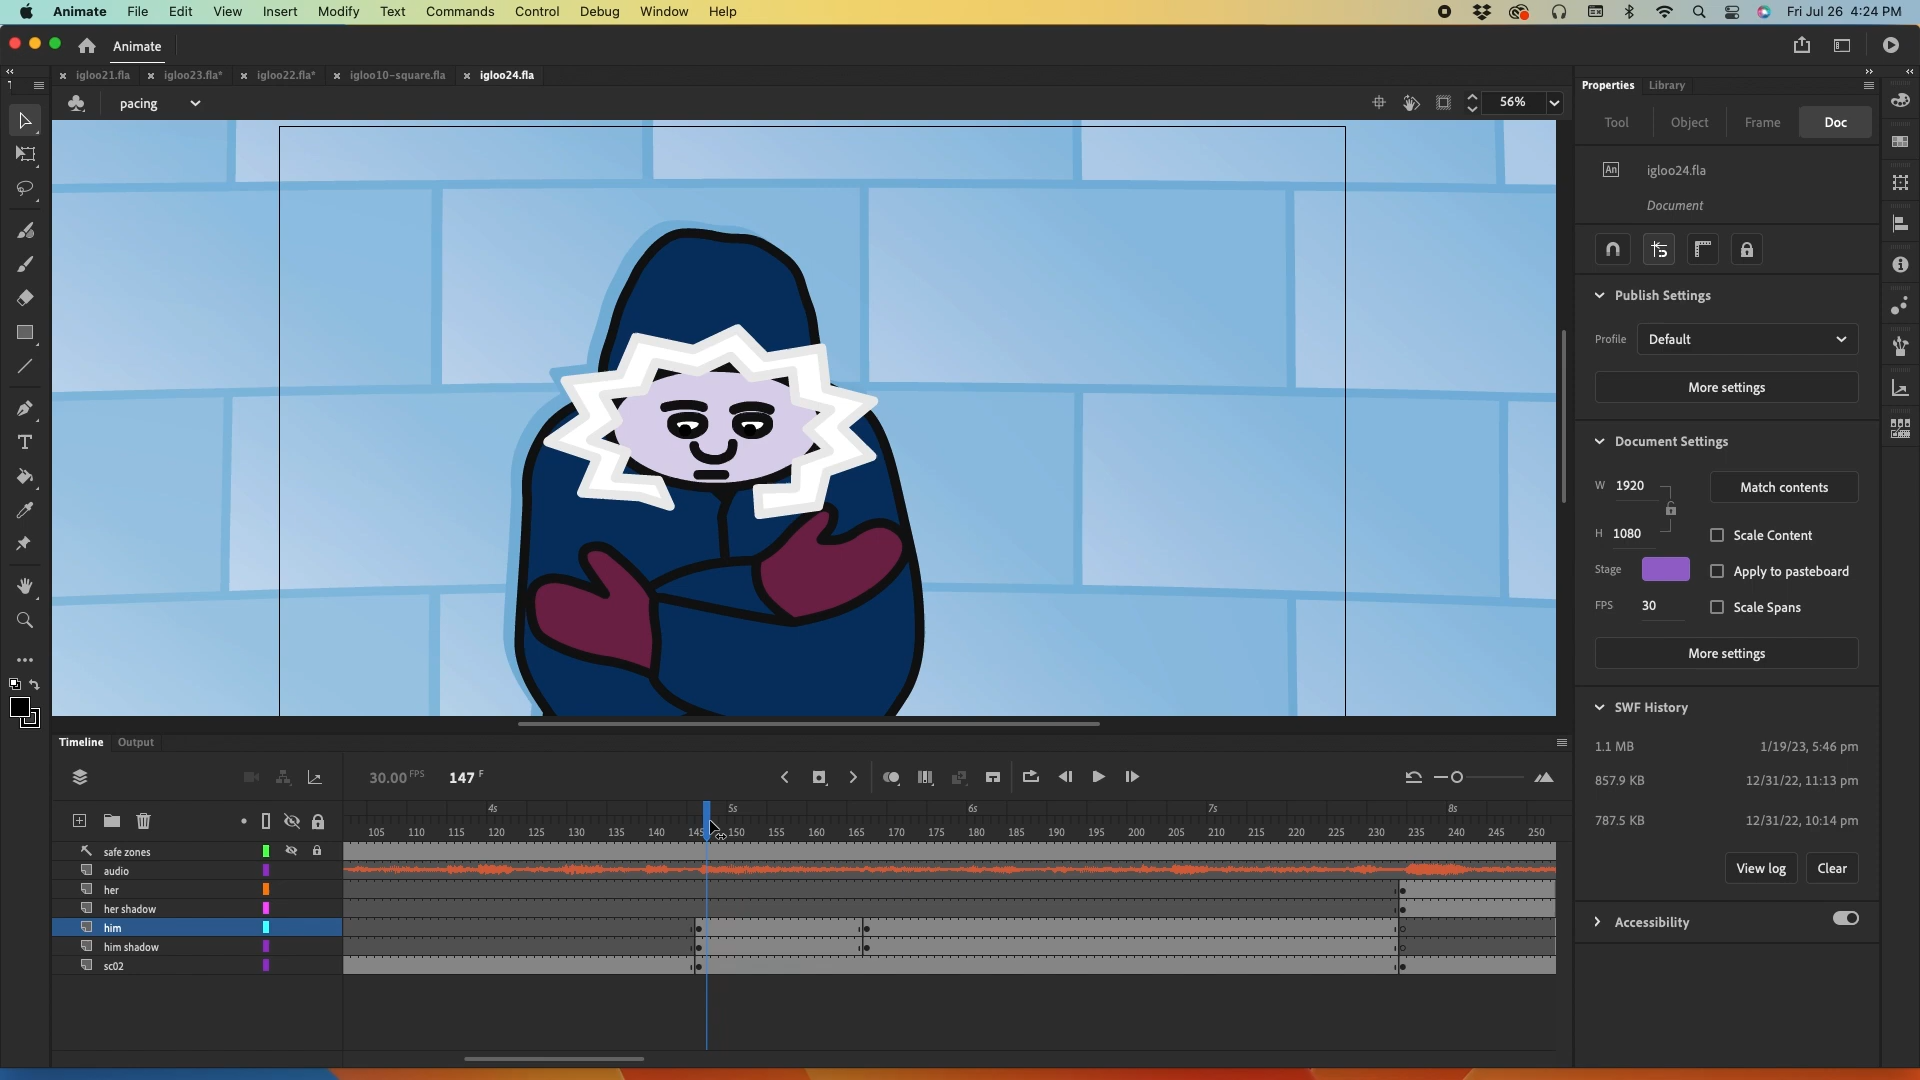 Animate File Edit View Insert Modify Text Commands Control Debug Window Help Fri Jul 26 4:24 PM
Animate
igloo21.fla igloo23.fla* igloo22.fla* igloo10-square.fla igloo24.fla
pacing 56%
Properties Library
Tool Object Frame Doc
An igloo24.fla
Document
Publish Settings
Profile Default
More settings
Document Settings
W 1920 Match contents
H 1080 Scale Content
Stage Apply to pasteboard
FPS 30 Scale Spans
More settings
SWF History
1.1 MB 1/19/23, 5:46 pm
857.9 KB 12/31/22, 11:13 pm
787.5 KB 12/31/22, 10:14 pm
View log Clear
Accessibility
Timeline Output
30.00 FPS 147 F
4s 5s 6s 7s 8s
105 110 115 120 125 130 135 140 145 150 155 160 165 170 175 180 185 190 195 200 205 210 215 220 225 230 235 240 245 250
safe zones
audio
her
her shadow
him
him shadow
sc02